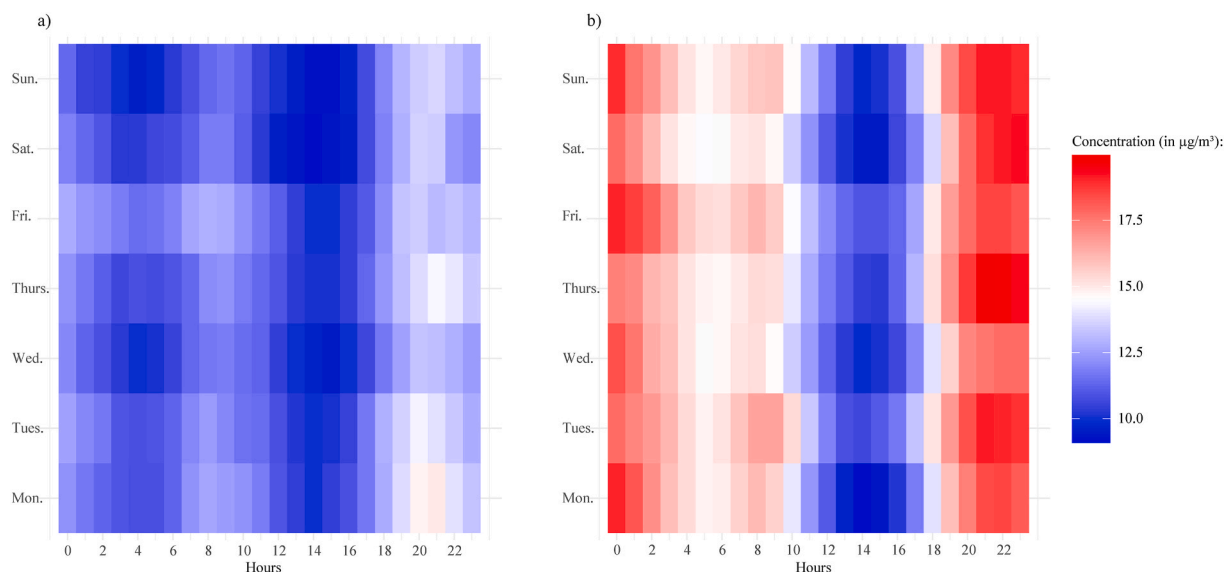 a)
Sun.
Sat.
Fri.
Thurs.
Wed.
Tues.
Mon.
0 2 4 6 8 10 12 14 16 18 20 22
Hours
b)
Sun.
Sat.
Fri.
Thurs.
Wed.
Tues.
Mon.
0 2 4 6 8 10 12 14 16 18 20 22
Hours
Concentration (in µg/m³):
17.5
15.0
12.5
10.0